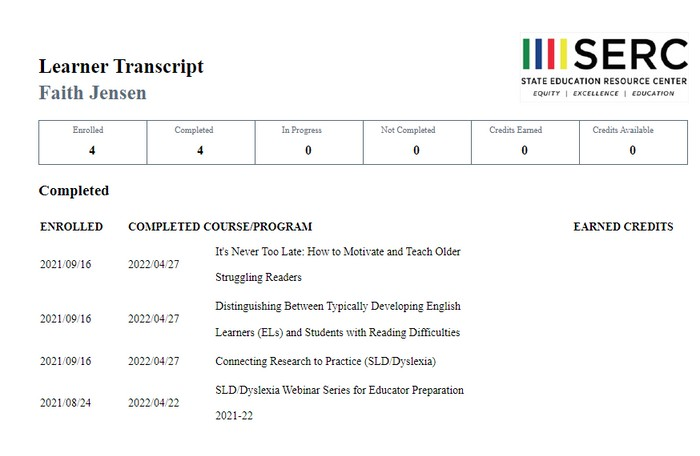 SERC
STATE EDUCATION RESOURCE CENTER
EQUITY | EXCELLENCE | EDUCATION
Learner Transcript
Faith Jensen
Enrolled Completed In Progress Not Completed Credits Earned Credits Available
4 4 0 0 0 0
Completed
ENROLLED COMPLETED COURSE/PROGRAM EARNED CREDITS
It's Never Too Late: How to Motivate and Teach Older
2021/09/16 2022/04/27
Struggling Readers
Distinguishing Between Typically Developing English
2021/09/16 2022/04/27
Learners (ELs) and Students with Reading Difficulties
2021/09/16 2022/04/27 Connecting Research to Practice (SLD/Dyslexia)
SLD/Dyslexia Webinar Series for Educator Preparation
2021/08/24 2022/04/22
2021-22